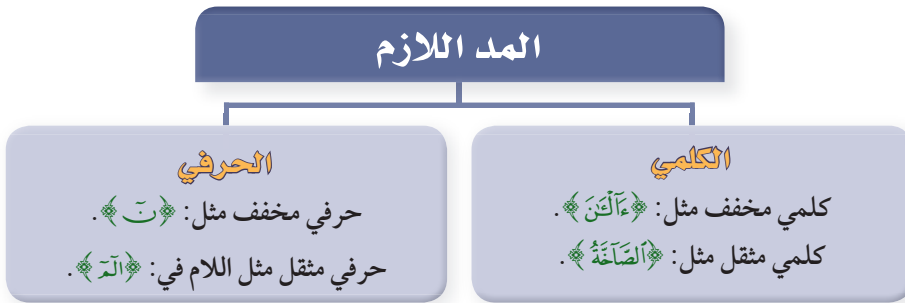 المد اللازم
الكلمي
كلمي مخفف مثل: ﴿ءَآلْـَٰٔنَ﴾.
كلمي مثقل مثل: ﴿ٱلصَّآخَّةُ﴾.
الحرفي
حرفي مخفف مثل: ﴿نٓ﴾.
حرفي مثقل مثل اللام في: ﴿الٓمٓ﴾.